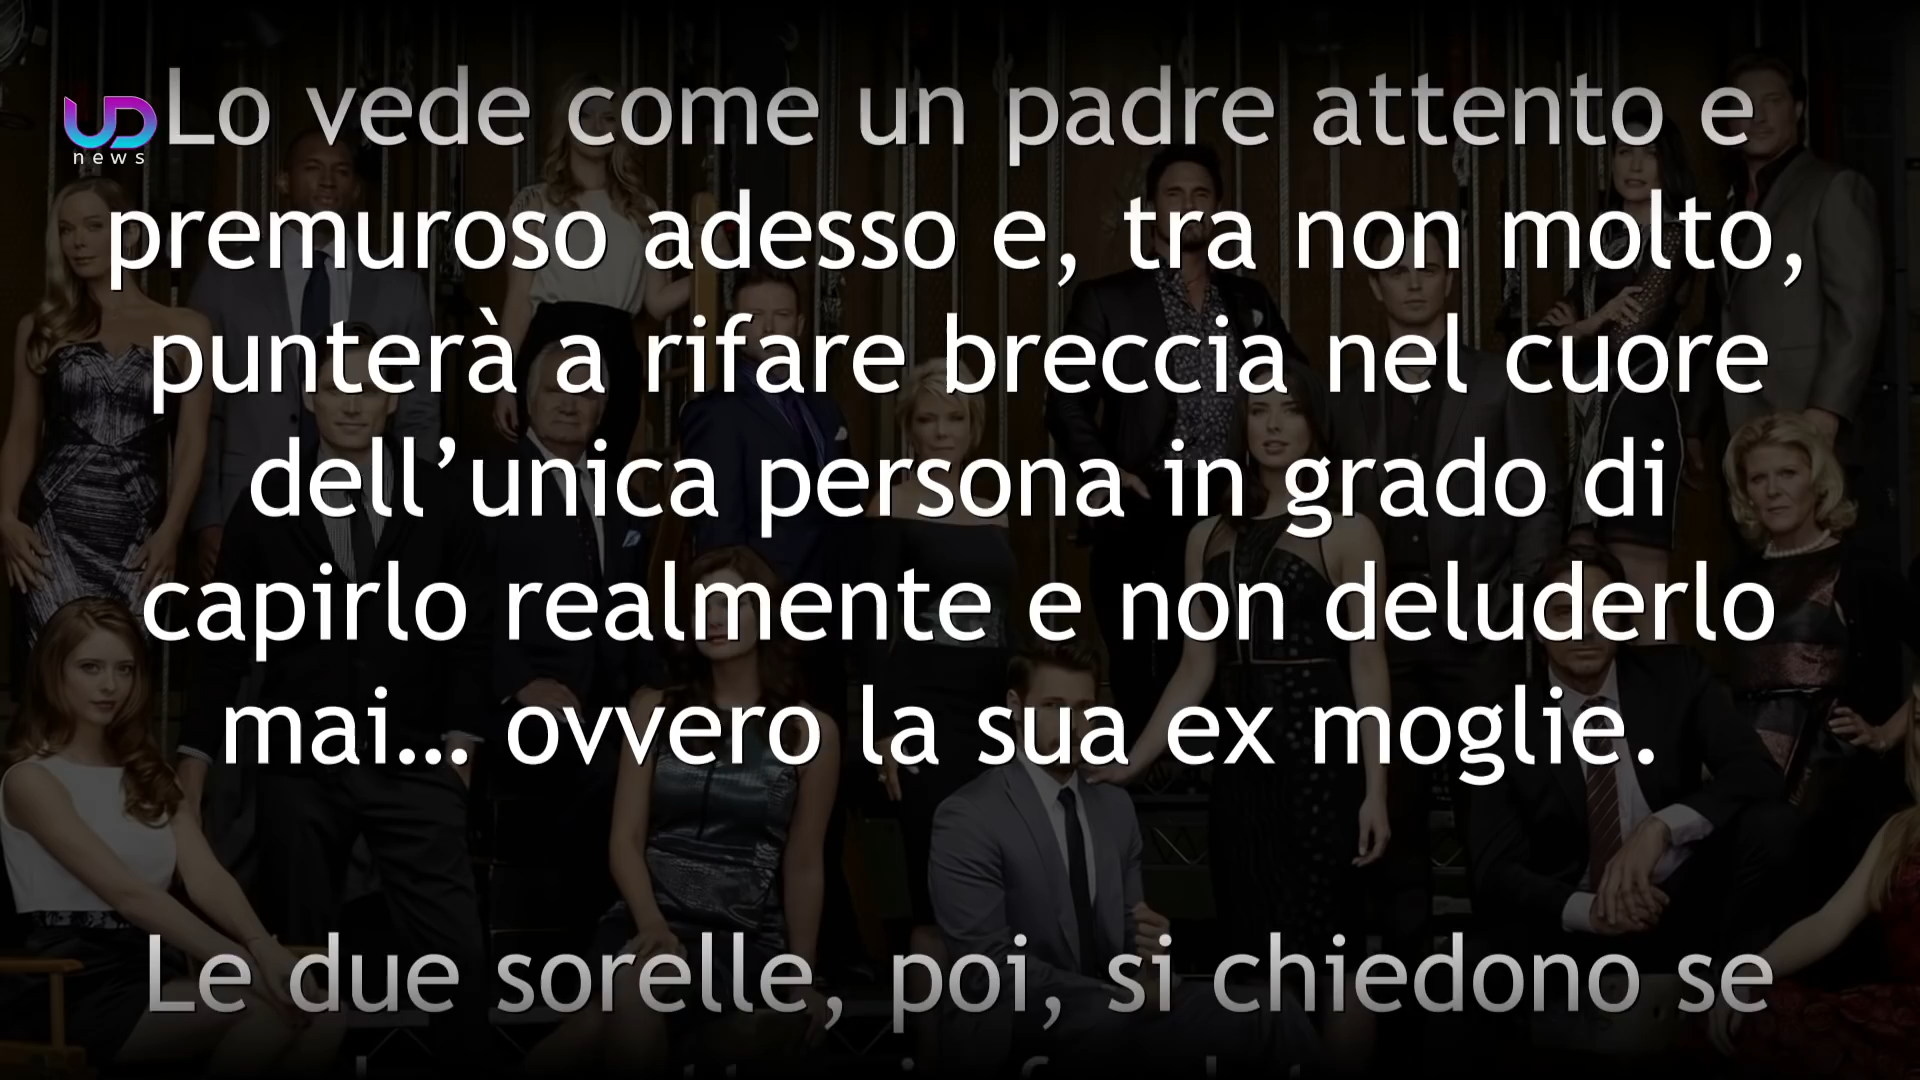 UD
news
Lo vede come un padre attento e
premuroso adesso e, tra non molto,
punterà a rifare breccia nel cuore
dell’unica persona in grado di
capirlo realmente e non deluderlo
mai… ovvero la sua ex moglie.
Le due sorelle, poi, si chiedono se